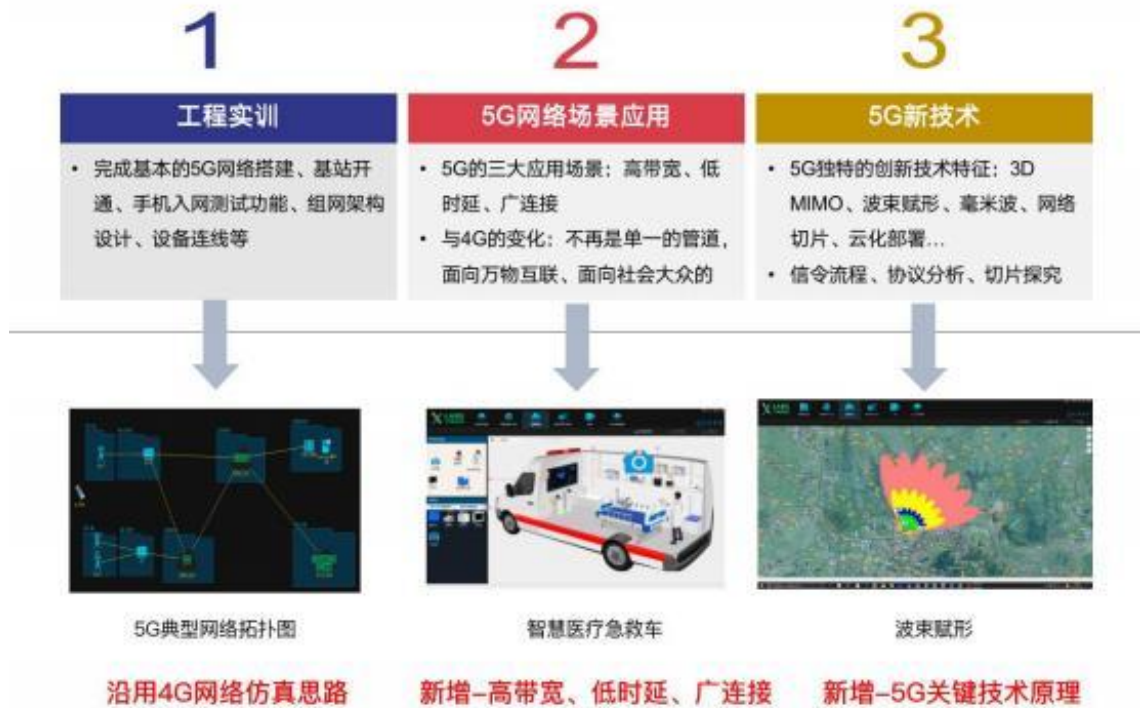 1
2
3
工程实训
5G网络场景应用
5G新技术
• 完成基本的5G网络搭建、基站开
通、手机入网测试功能、组网架构
设计、设备连线等
• 5G的三大应用场景：高带宽、低
时延、广连接
• 与4G的变化：不再是单一的管道，
面向万物互联、面向社会大众的
• 5G独特的创新技术特征：3D
MIMO、波束赋形、毫米波、网络
切片、云化部署...
• 信令流程、协议分析、切片探究
5G典型网络拓扑图
智慧医疗急救车
波束赋形
沿用4G网络仿真思路
新增-高带宽、低时延、广连接
新增-5G关键技术原理